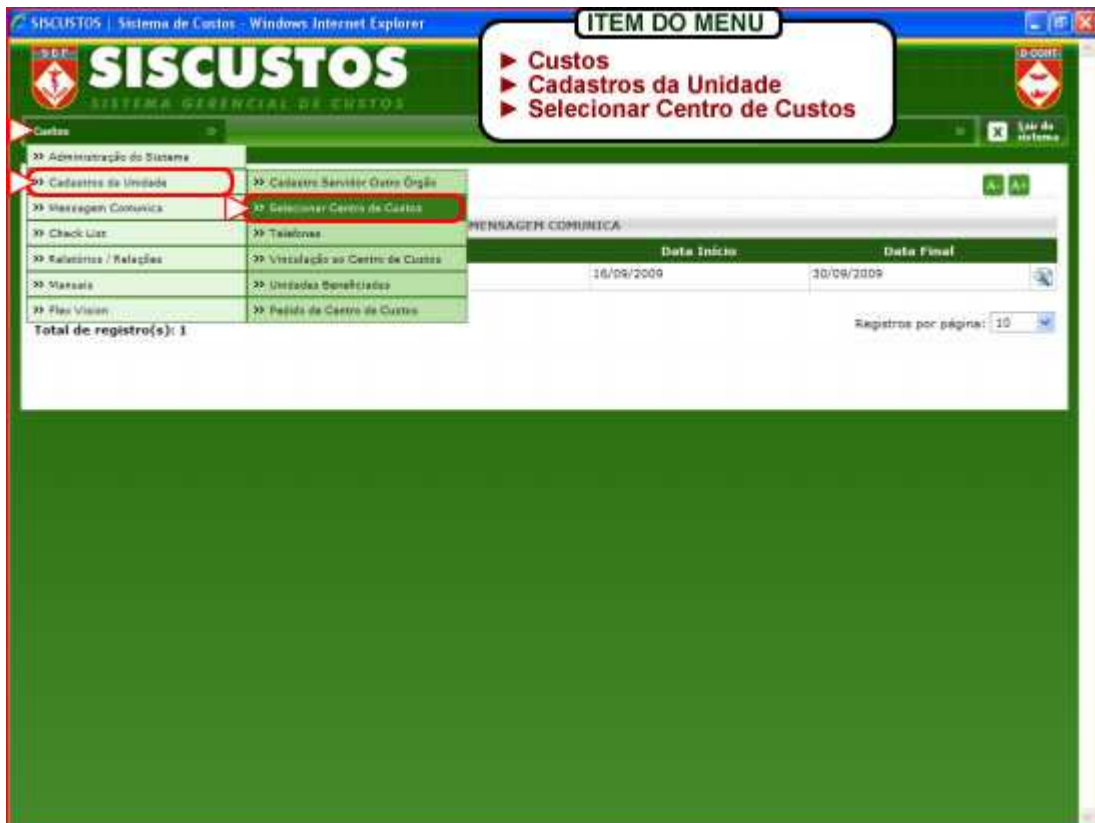 SISCUSTOS | Sistema de Custos - Windows Internet Explorer
ITEM DO MENU
► Custos
► Cadastros da Unidade
► Selecionar Centro de Custos
S E F
SISCUSTOS
SISTEMA GERENCIAL DE CUSTOS
D-CONT
Custos
X Sair do sistema
» Administração do Sistema
» Cadastros da Unidade
» Cadastro Servidor Outro Órgão
A- A+
» Mensagem Comunica
» Selecionar Centro de Custos
MENSAGEM COMUNICA
» Check List
» Telefones
Data Início
Data Final
» Relatórios / Relações
» Vinculação ao Centro de Custos
16/09/2009
30/09/2009
» Manuais
» Unidades Beneficiadas
» Flex Vision
» Pedido de Centro de Custos
Total de registro(s): 1
Registros por página: 10